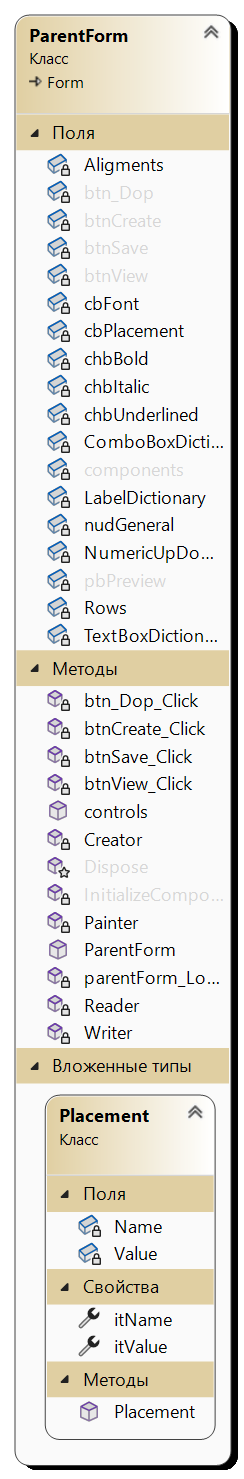 ParentForm
Класс
Form
Поля
Aligments
btn_Dop
btnCreate
btnSave
btnView
cbFont
cbPlacement
chbBold
chbItalic
chbUnderlined
ComboBoxDicti...
components
LabelDictionary
nudGeneral
NumericUpDo...
pbPreview
Rows
TextBoxDiction...
Методы
btn_Dop_Click
btnCreate_Click
btnSave_Click
btnView_Click
controls
Creator
Dispose
InitializeCompo...
Painter
ParentForm
parentForm_Lo...
Reader
Writer
Вложенные типы
Placement
Класс
Поля
Name
Value
Свойства
itName
itValue
Методы
Placement